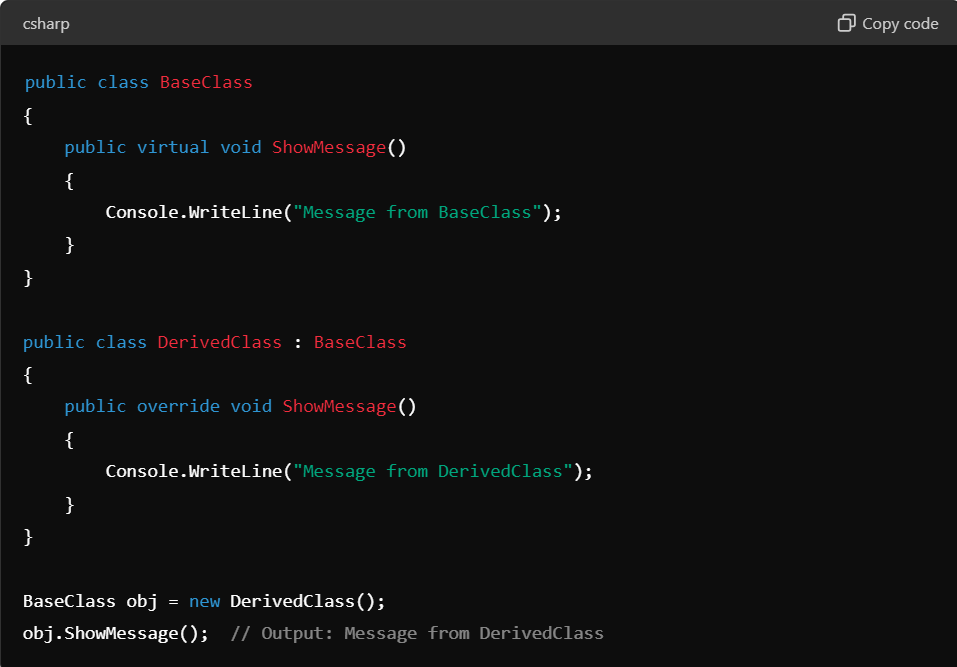 csharp
Copy code
public class BaseClass
{
    public virtual void ShowMessage()
    {
        Console.WriteLine("Message from BaseClass");
    }
}

public class DerivedClass : BaseClass
{
    public override void ShowMessage()
    {
        Console.WriteLine("Message from DerivedClass");
    }
}

BaseClass obj = new DerivedClass();
obj.ShowMessage();  // Output: Message from DerivedClass